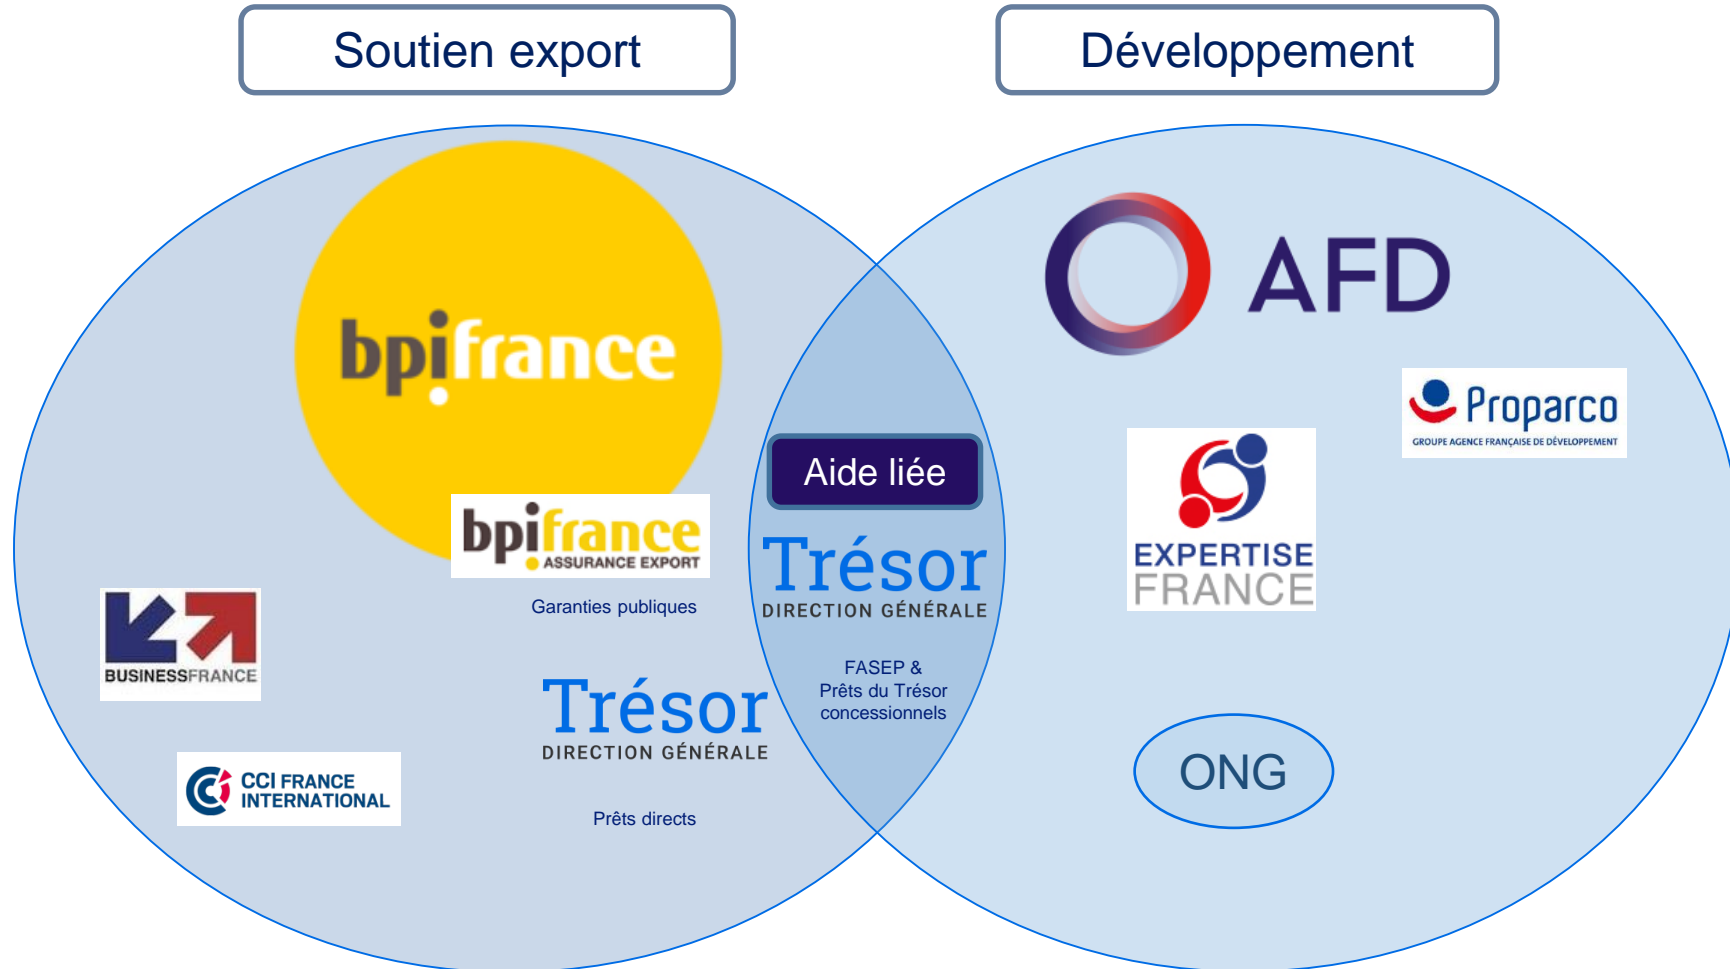 Soutien export
Développement
bpifrance
AFD
Proparco
GROUPE AGENCE FRANÇAISE DE DÉVELOPPEMENT
Aide liée
bpifrance
ASSURANCE EXPORT
Garanties publiques
Trésor
DIRECTION GÉNÉRALE
EXPERTISE
FRANCE
BUSINESSFRANCE
FASEP &
Prêts du Trésor
concessionnels
Trésor
DIRECTION GÉNÉRALE
CCI FRANCE
INTERNATIONAL
Prêts directs
ONG